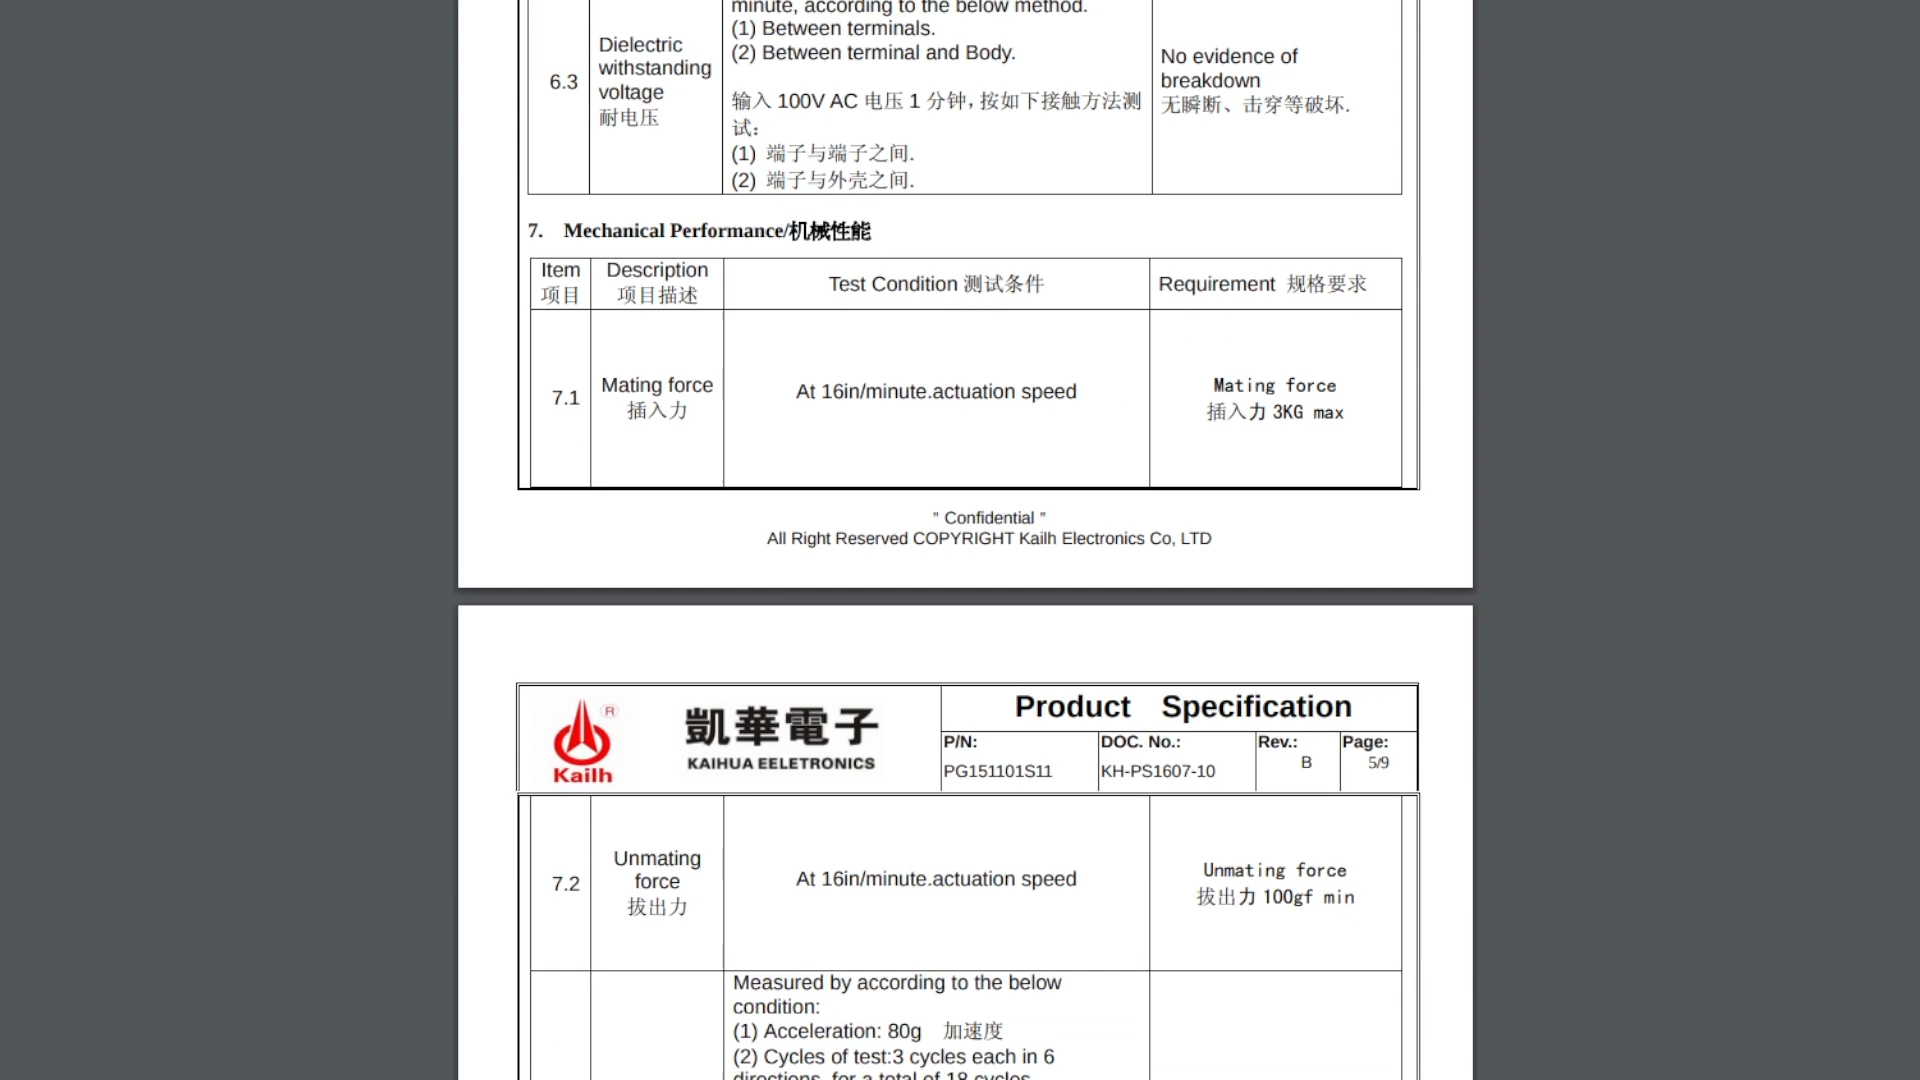 minute, according to the below method.
(1) Between terminals.
(2) Between terminal and Body.
6.3
Dielectric
withstanding
voltage
耐电压
输入 100V AC 电压 1 分钟，按如下接触方法测
试：
(1) 端子与端子之间.
(2) 端子与外壳之间.
No evidence of
breakdown
无瞬断、击穿等破坏.
7. Mechanical Performance/机械性能
Item
项目
Description
项目描述
Test Condition 测试条件
Requirement 规格要求
7.1
Mating force
插入力
At 16in/minute.actuation speed
Mating force
插入力 3KG max
" Confidential "
All Right Reserved COPYRIGHT Kailh Electronics Co, LTD
®
Kailh
凱華電子
KAIHUA EELETRONICS
Product Specification
P/N:
PG151101S11
DOC. No.:
KH-PS1607-10
Rev.:
B
Page:
5/9
7.2
Unmating
force
拔出力
At 16in/minute.actuation speed
Unmating force
拔出力 100gf min
Measured by according to the below
condition:
(1) Acceleration: 80g 加速度
(2) Cycles of test:3 cycles each in 6
directions, for a total of 18 cycles